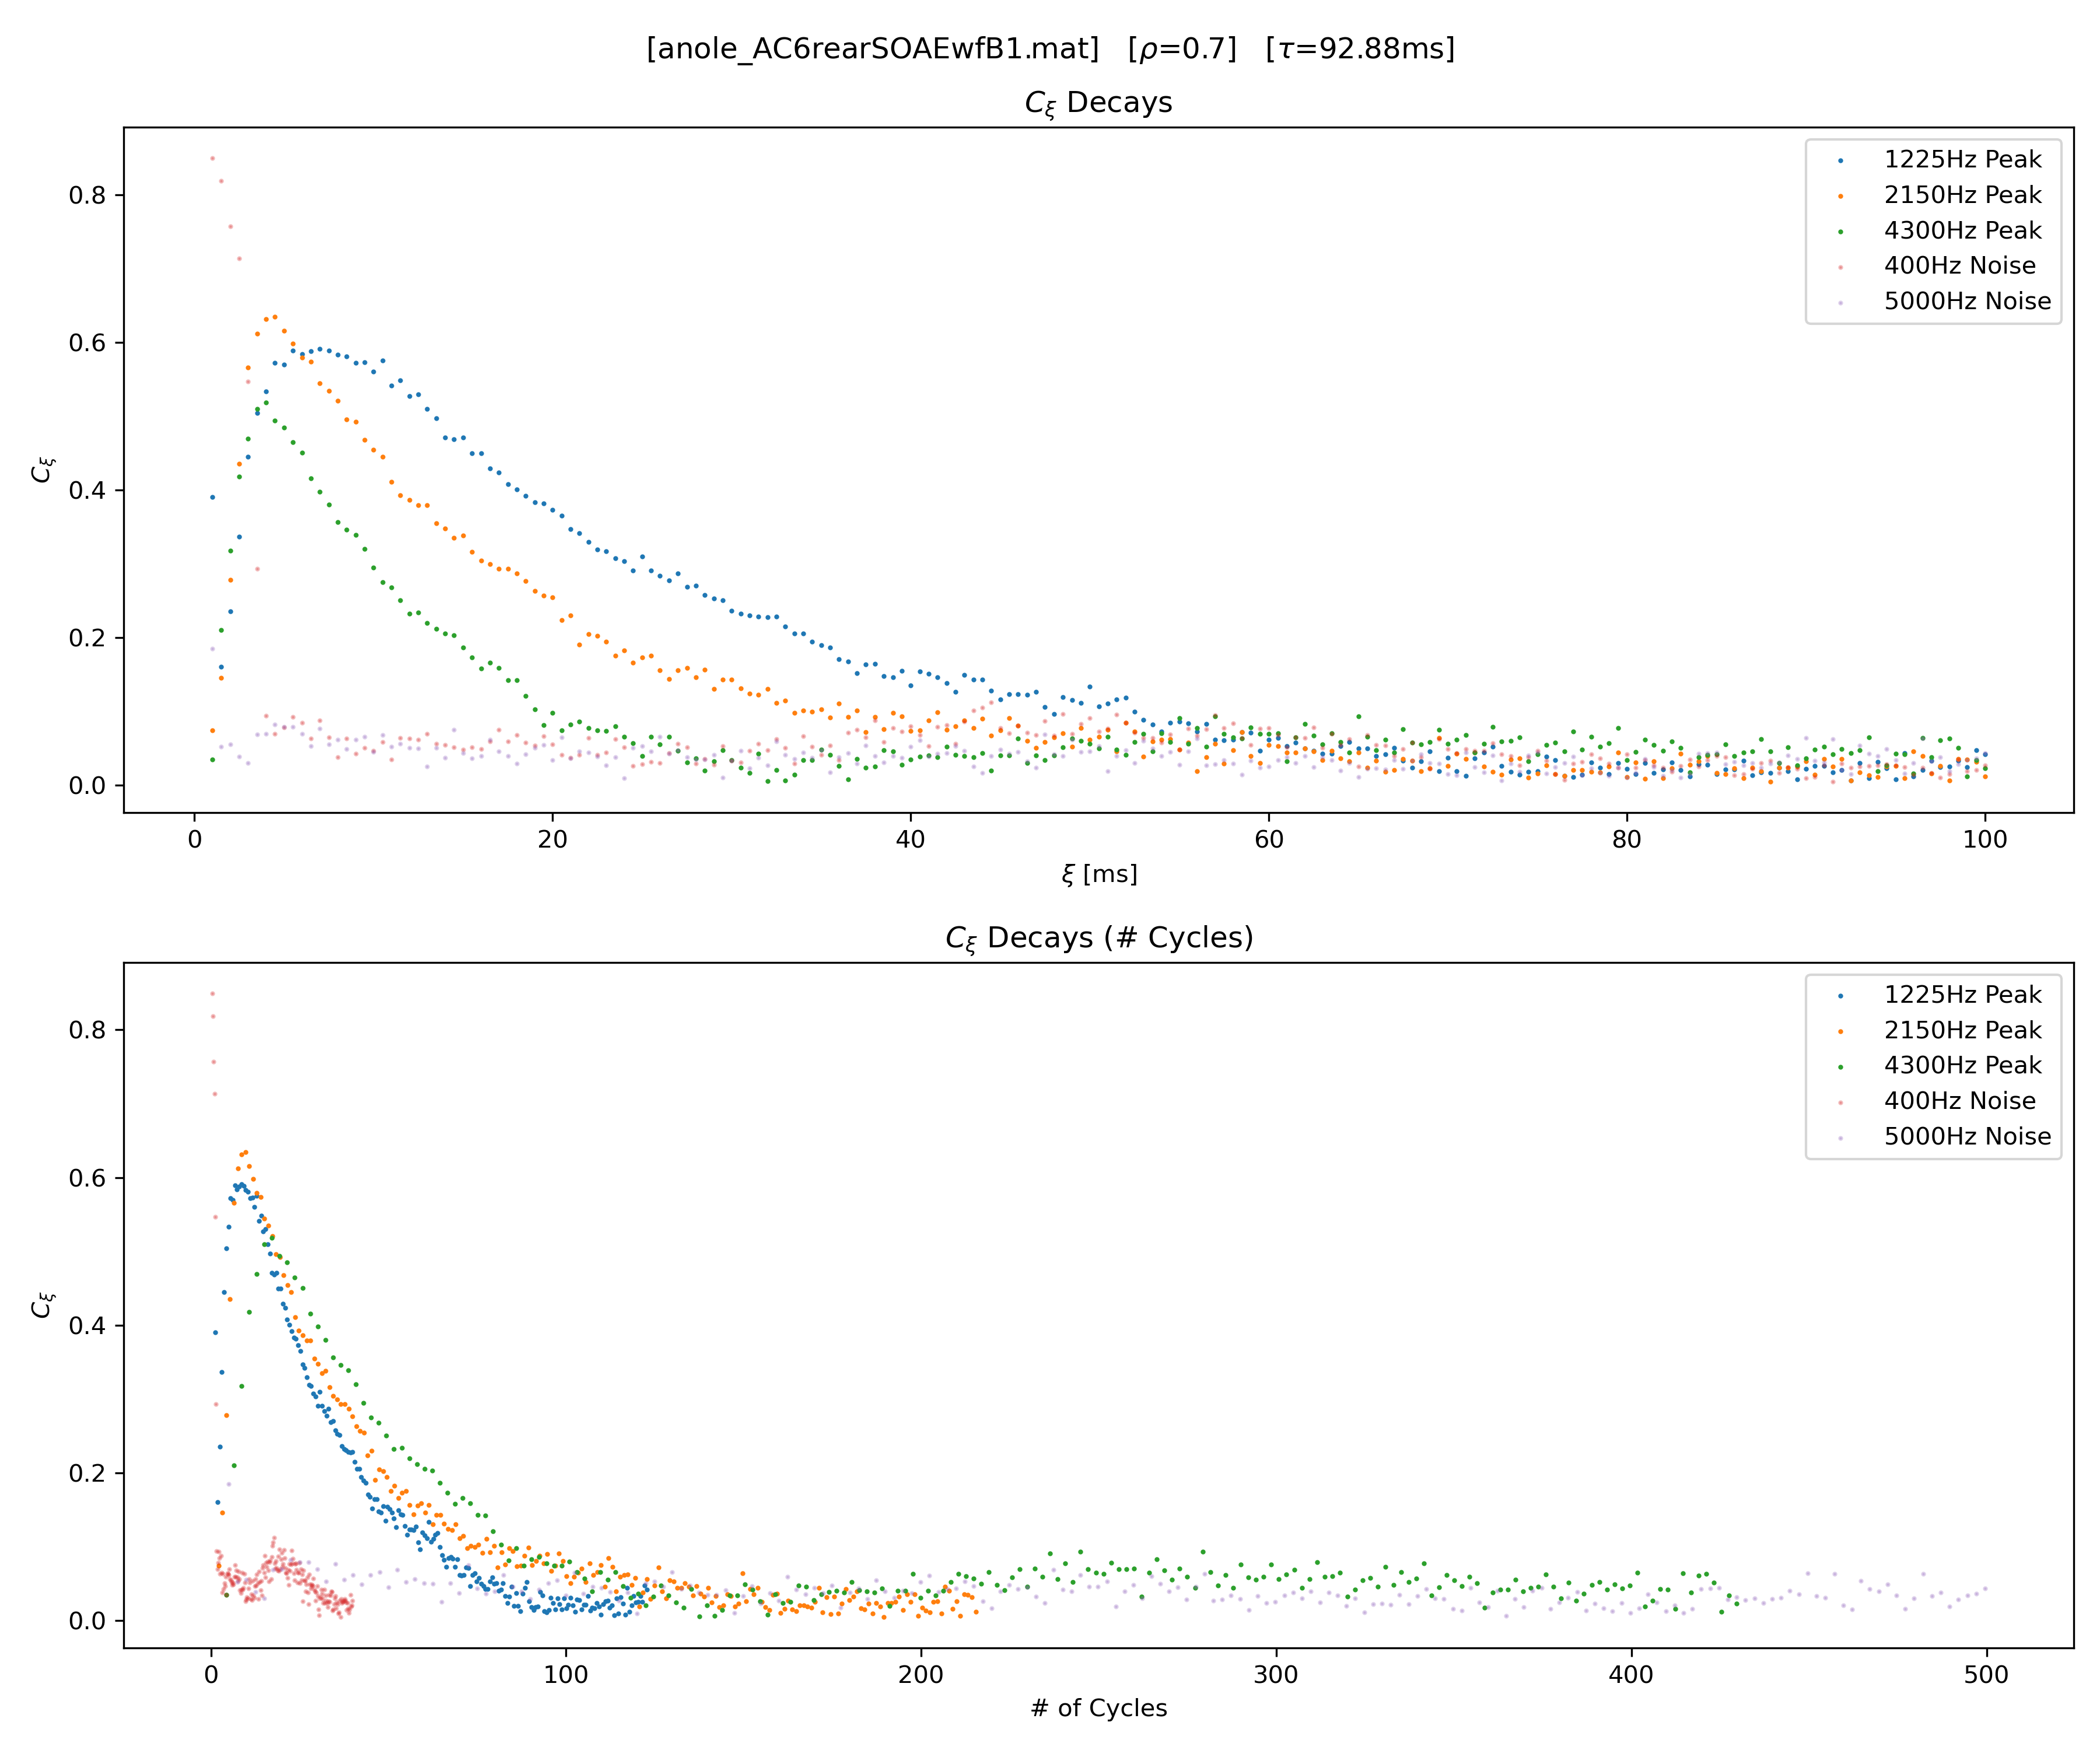 [anole_AC6rearSOAEwfB1.mat]   [ρ=0.7]   [τ=92.88ms]
C_ξ Decays
1225Hz Peak
2150Hz Peak
4300Hz Peak
400Hz Noise
5000Hz Noise
C_ξ
0.8
0.6
0.4
0.2
0.0
0 20 40 60 80 100
ξ [ms]
C_ξ Decays (# Cycles)
1225Hz Peak
2150Hz Peak
4300Hz Peak
400Hz Noise
5000Hz Noise
C_ξ
0.8
0.6
0.4
0.2
0.0
0 100 200 300 400 500
# of Cycles